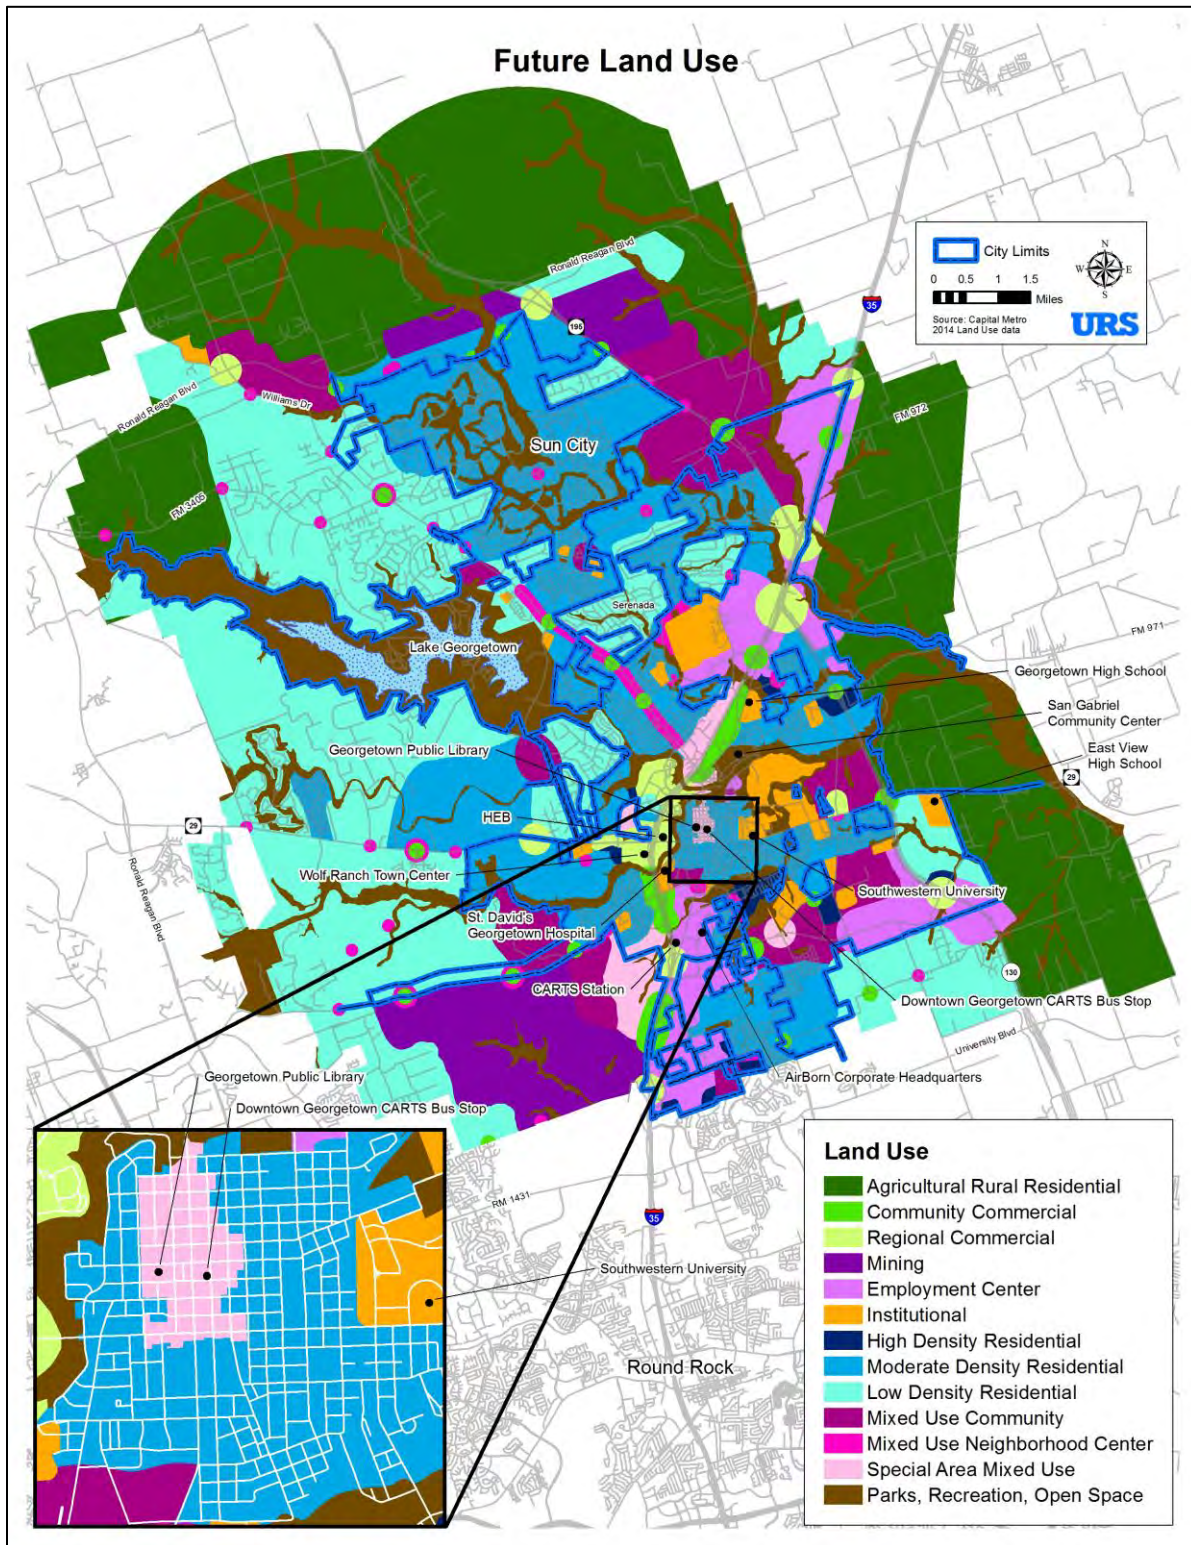 Future Land Use
City Limits
N
W
E
S
0 0.5 1 1.5
Miles
Source: Capital Metro
2014 Land Use data
URS
35
Ronald Reagan Blvd
195
Ronald Reagan Blvd
Williams Dr
FM 972
Sun City
FM 3405
Serenada
FM 971
Lake Georgetown
Georgetown High School
San Gabriel
Community Center
Georgetown Public Library
East View
High School
29
HEB
29
Wolf Ranch Town Center
Southwestern University
St. David's
Georgetown Hospital
Ronald Reagan Blvd
CARTS Station
130
Downtown Georgetown CARTS Bus Stop
University Blvd
AirBorn Corporate Headquarters
Georgetown Public Library
Downtown Georgetown CARTS Bus Stop
RM 1431
35
Southwestern University
Round Rock
Land Use
Agricultural Rural Residential
Community Commercial
Regional Commercial
Mining
Employment Center
Institutional
High Density Residential
Moderate Density Residential
Low Density Residential
Mixed Use Community
Mixed Use Neighborhood Center
Special Area Mixed Use
Parks, Recreation, Open Space